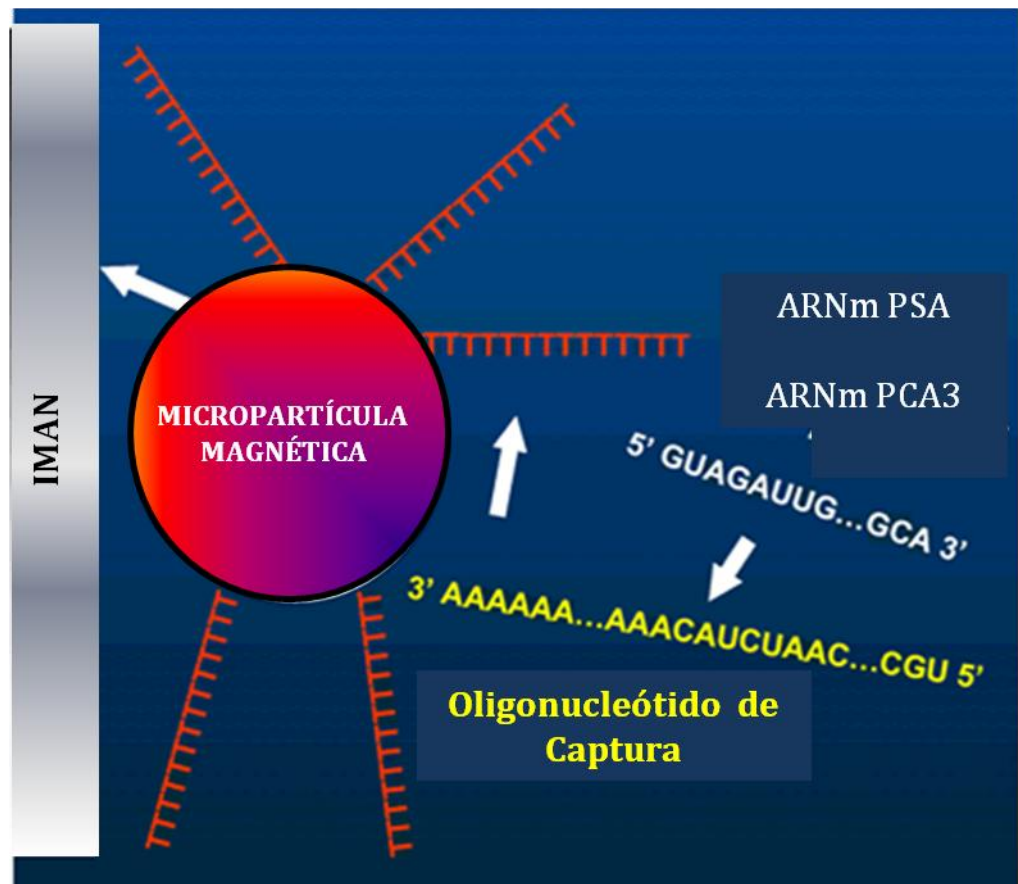 IMAN
MICROPARTÍCULA
MAGNÉTICA
ARNm PSA
ARNm PCA3
5' GUAGAUUG...GCA 3'
3' AAAAAA...AAACAUCUAAC...CGU 5'
Oligonucleótido de
Captura
TTTTTTTTTTTT